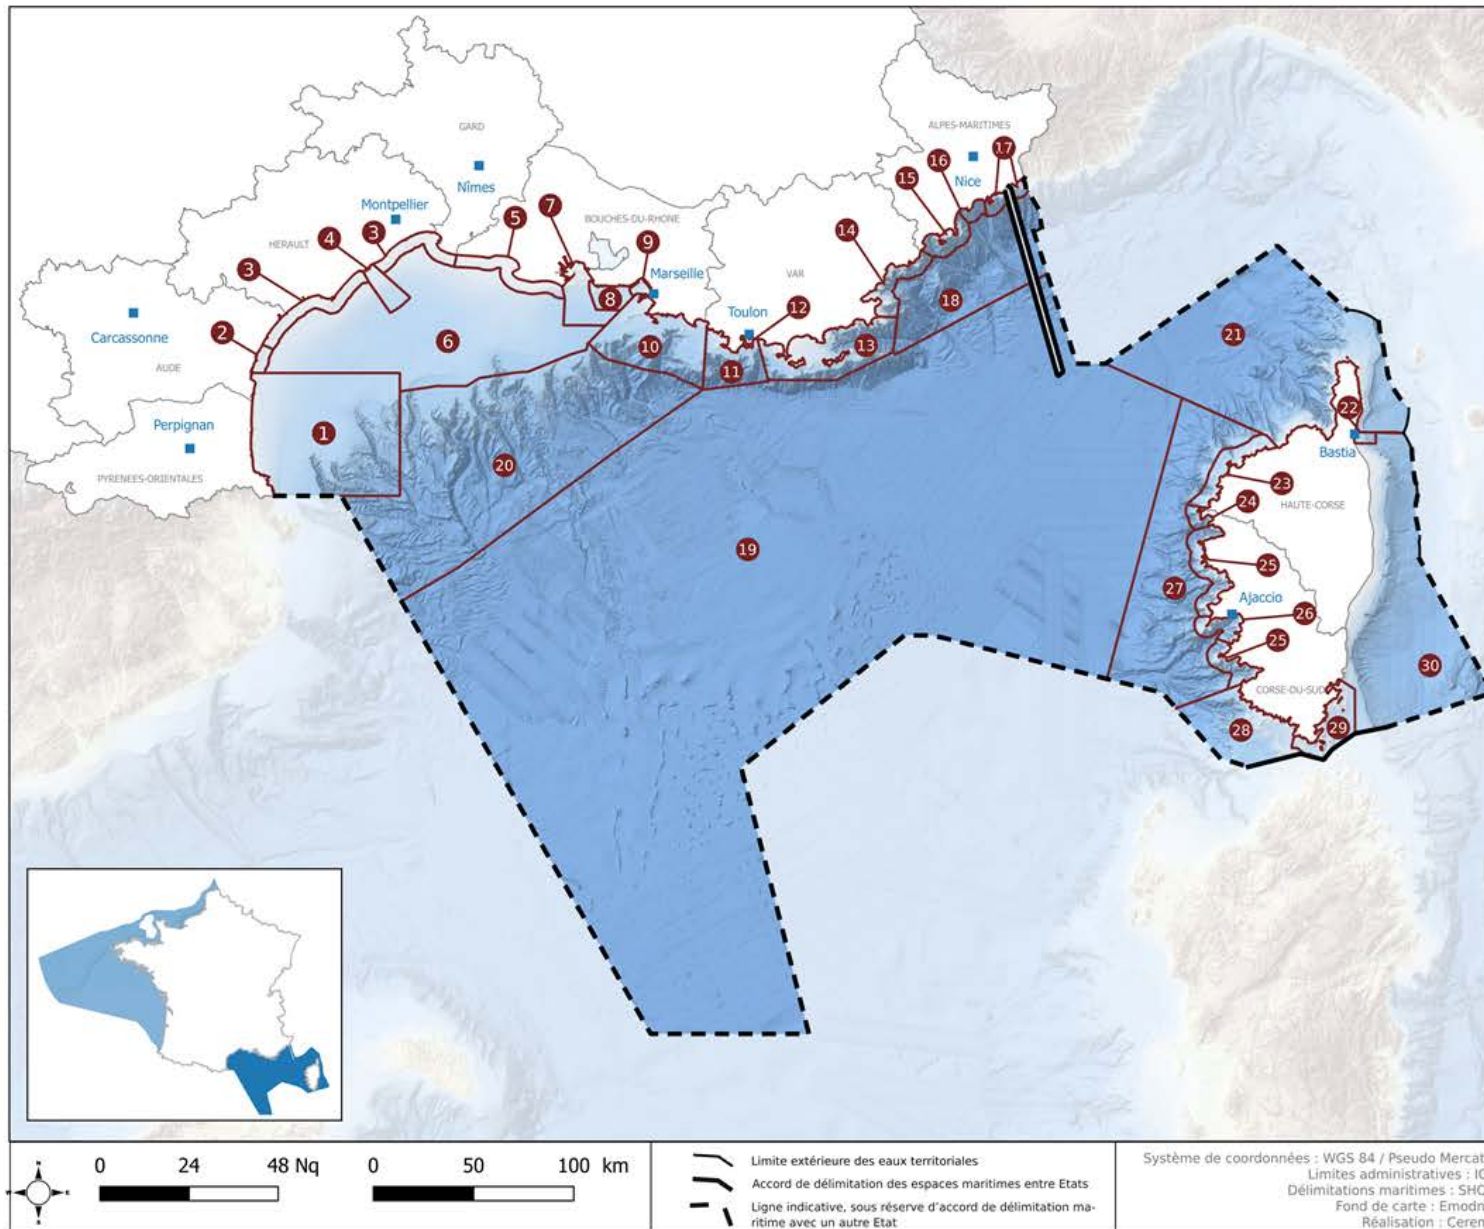 GARD
ALPES-MARITIMES
17
16
Nice
15
Nîmes
Montpellier
7
5
BOUCHES-DU-RHONE
4
3
HERAULT
9
14
3
Marseille
VAR
8
18
Toulon
12
Carcassonne
2
6
10
13
21
AUDE
11
22
Perpignan
1
Bastia
20
PYRENEES-ORIENTALES
23
24
HAUTE-CORSE
19
25
27
Ajaccio
26
25
30
CORSE-DU-SUD
28
29
N
0 24 48 Nq
0 50 100 km
Limite extérieure des eaux territoriales
Accord de délimitation des espaces maritimes entre Etats
Ligne indicative, sous réserve d'accord de délimitation ma-
ritime avec un autre Etat
Système de coordonnées : WGS 84 / Pseudo Mercat
Limites administratives :
Délimitations maritimes :
Fond de carte : Emod
Réalisation :